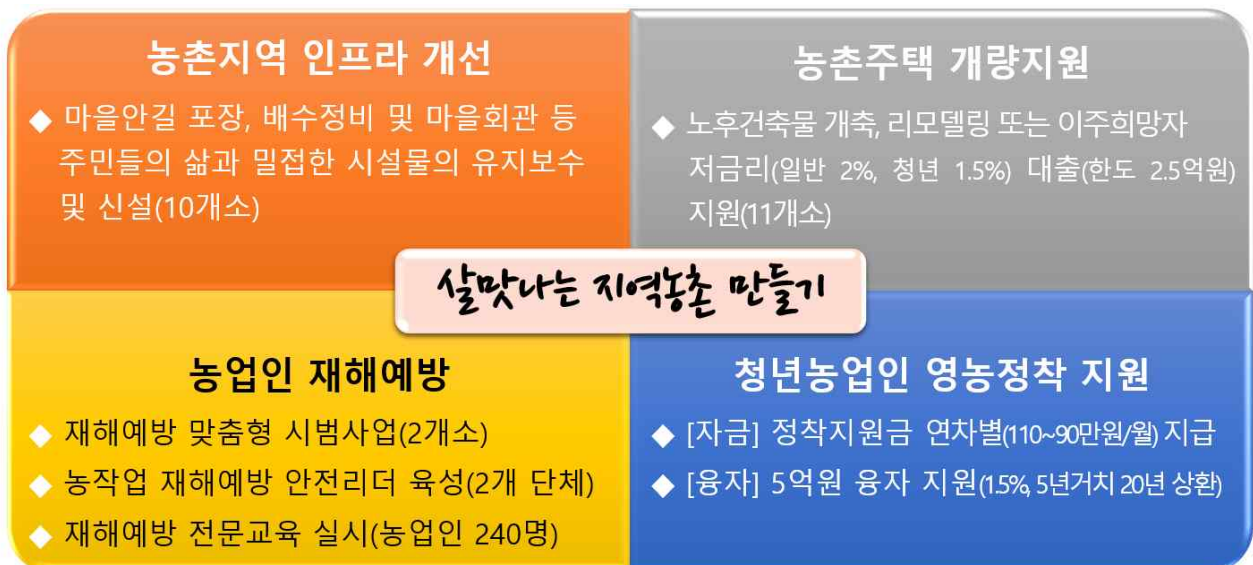 농촌지역 인프라 개선
◆ 마을안길 포장, 배수정비 및 마을회관 등
주민들의 삶과 밀접한 시설물의 유지보수
및 신설(10개소)
농촌주택 개량지원
◆ 노후건축물 개축, 리모델링 또는 이주희망자
저금리(일반 2%, 청년 1.5%) 대출(한도 2.5억원)
지원(11개소)
살맛나는 지역농촌 만들기
농업인 재해예방
◆ 재해예방 맞춤형 시범사업(2개소)
◆ 농작업 재해예방 안전리더 육성(2개 단체)
◆ 재해예방 전문교육 실시(농업인 240명)
청년농업인 영농정착 지원
◆ [자금] 정착지원금 연차별(110~90만원/월) 지급
◆ [융자] 5억원 융자 지원(1.5%, 5년거치 20년 상환)